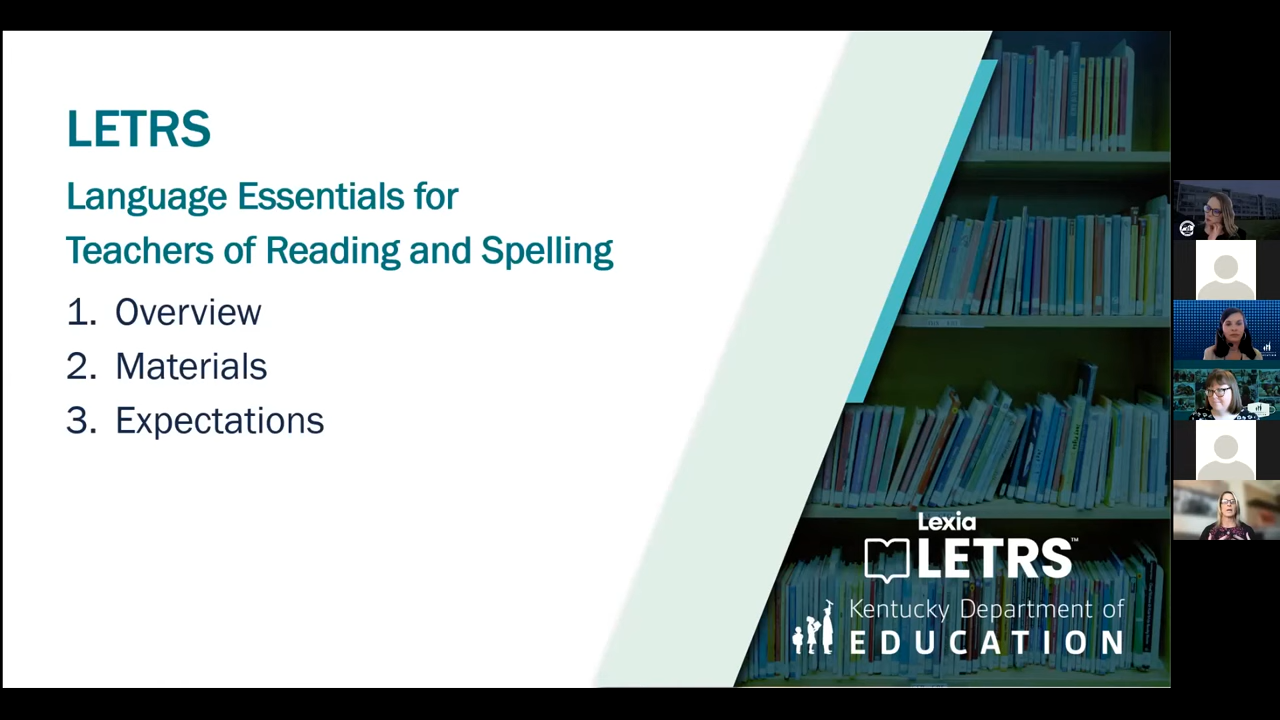 LETRS
Language Essentials for
Teachers of Reading and Spelling
1. Overview
2. Materials
3. Expectations
Lexia
LETRS™
Kentucky Department of
EDUCATION